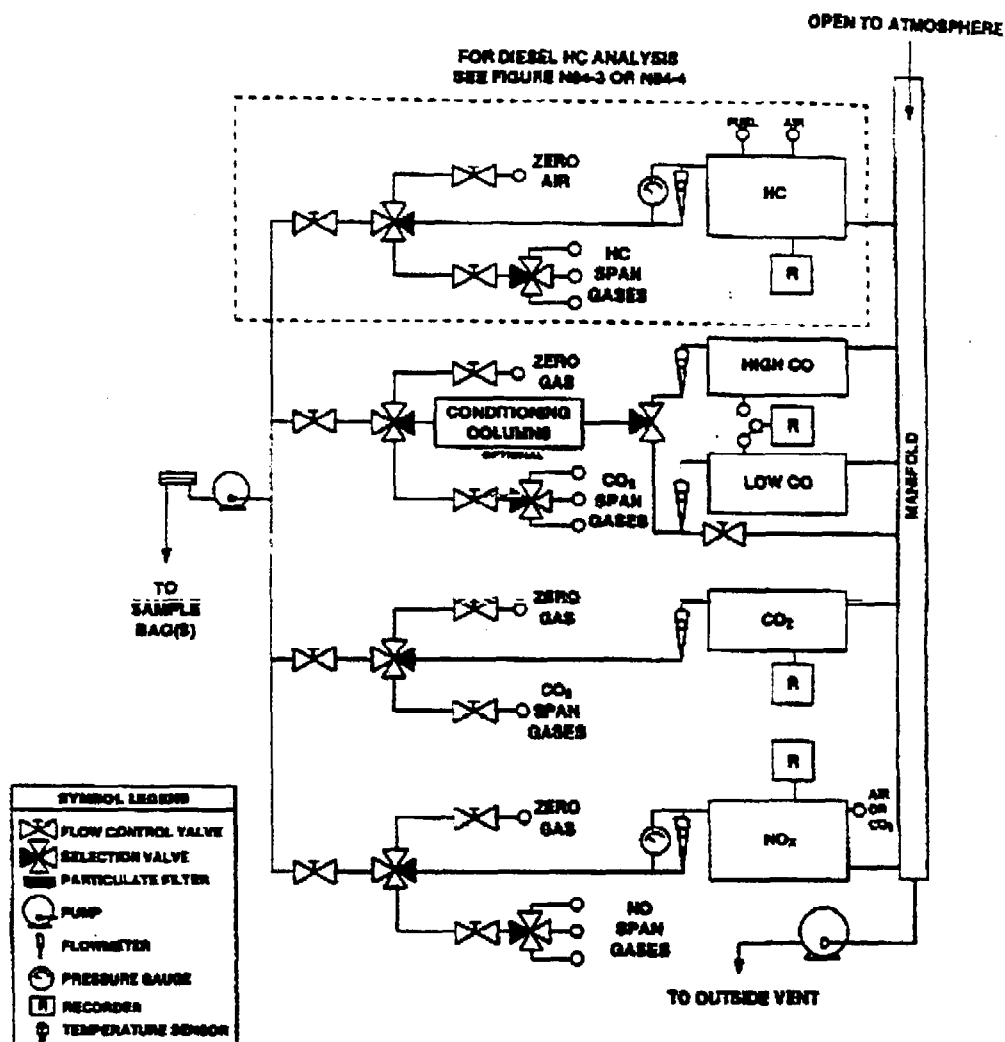 OPEN TO ATMOSPHERE
FOR DIESEL HC ANALYSIS
SEE FIGURE N84-3 OR N84-4
FUEL
AIR
ZERO
AIR
HC
HC
SPAN
GASES
R
ZERO
GAS
HIGH CO
CONDITIONING
COLUMNS
OPTIONAL
R
MANIFOLD
LOW CO
SPAN
GASES
TO
SAMPLE
BAG(S)
ZERO
GAS
CO₂
R
SPAN
GASES
R
ZERO
GAS
AIR
OR
NOx
NO
SPAN
GASES
TO OUTSIDE VENT
SYMBOL LEGEND
FLOW CONTROL VALVE
SELECTION VALVE
PARTICULATE FILTER
PUMP
FLOWMETER
PRESSURE GAUGE
R RECORDER
TEMPERATURE SENSOR